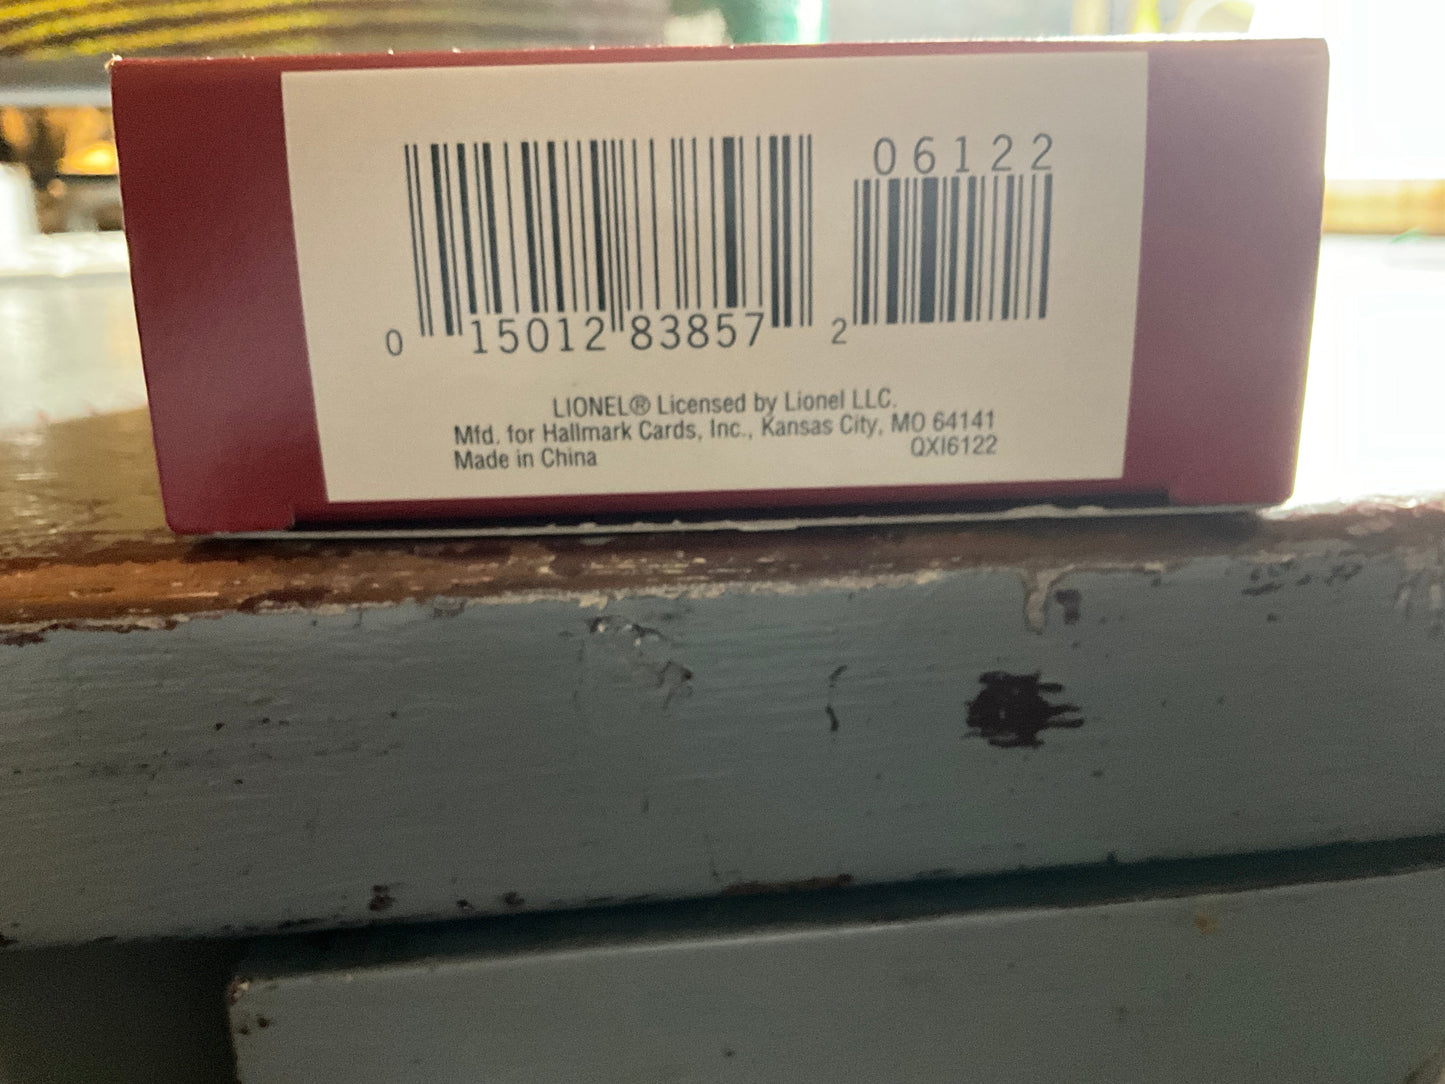 06122
0 15012 83857 2
LIONEL® Licensed by Lionel LLC.
Mfd. for Hallmark Cards, Inc., Kansas City, MO 64141
Made in China QXI6122